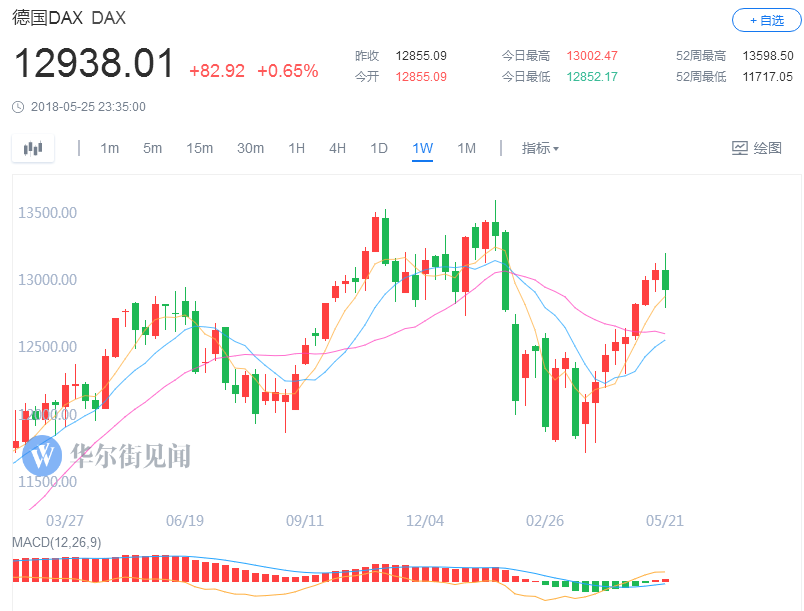 德国DAX DAX
+ 自选
12938.01 +82.92 +0.65%
昨收 12855.09 今日最高 13002.47 52周最高 13598.50
今开 12855.09 今日最低 12852.17 52周最低 11717.05
2018-05-25 23:35:00
1m 5m 15m 30m 1H 4H 1D 1W 1M 指标 绘图
13500.00
13000.00
12500.00
12000.00
华尔街见闻
11500.00
03/27 06/19 09/11 12/04 02/26 05/21
MACD(12,26,9)